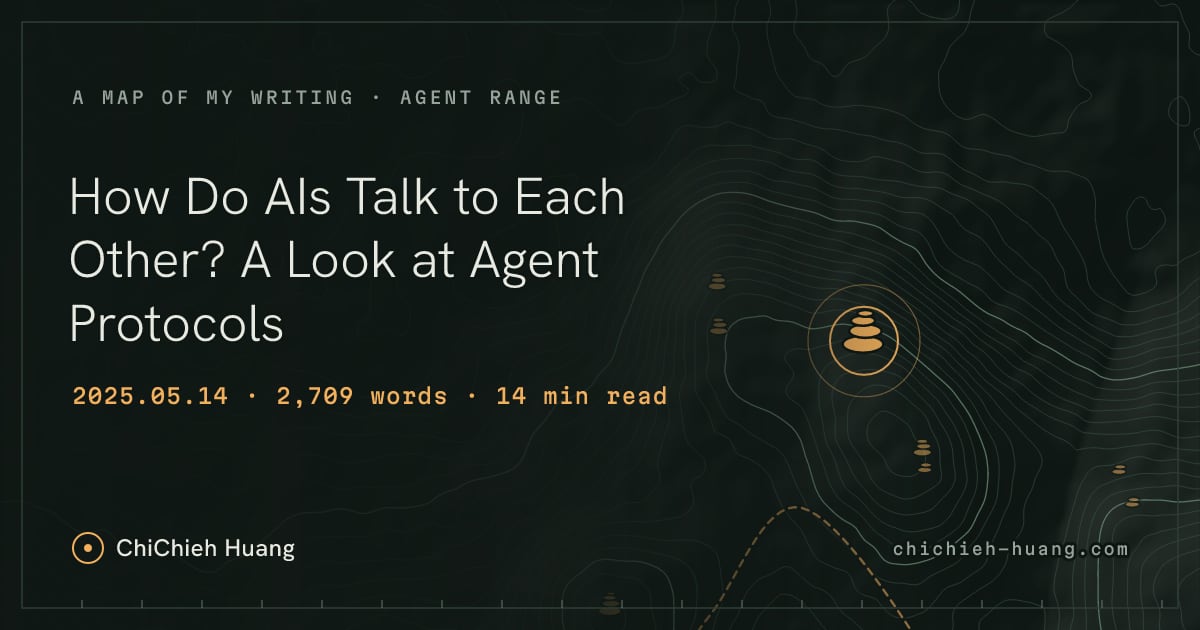 A MAP OF MY WRITING · AGENT RANGE
How Do AIs Talk to Each
Other? A Look at Agent
Protocols
2025.05.14 · 2,709 words · 14 min read
ChiChieh Huang
chichieh-huang.com